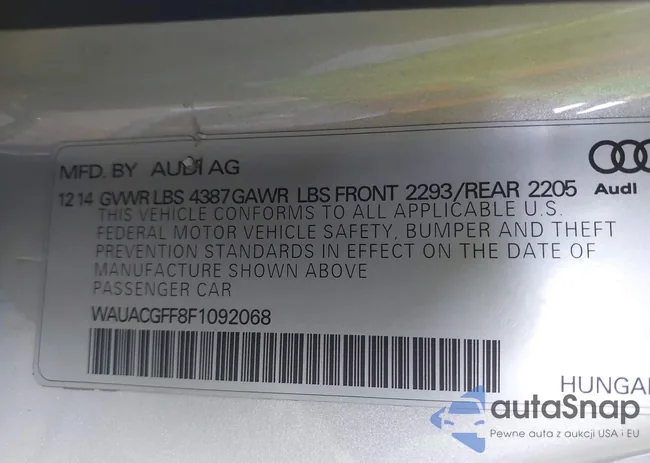 MFD. BY AUDI AG
12 14 GVWR LBS 4387 GAWR LBS FRONT 2293/REAR 2205
Audi
THIS VEHICLE CONFORMS TO ALL APPLICABLE U.S.
FEDERAL MOTOR VEHICLE SAFETY, BUMPER AND THEFT
PREVENTION STANDARDS IN EFFECT ON THE DATE OF
MANUFACTURE SHOWN ABOVE
PASSENGER CAR
WAUACGFF8F1092068
HUNGA
autaSnap
Pewne auta z aukcji USA i EU